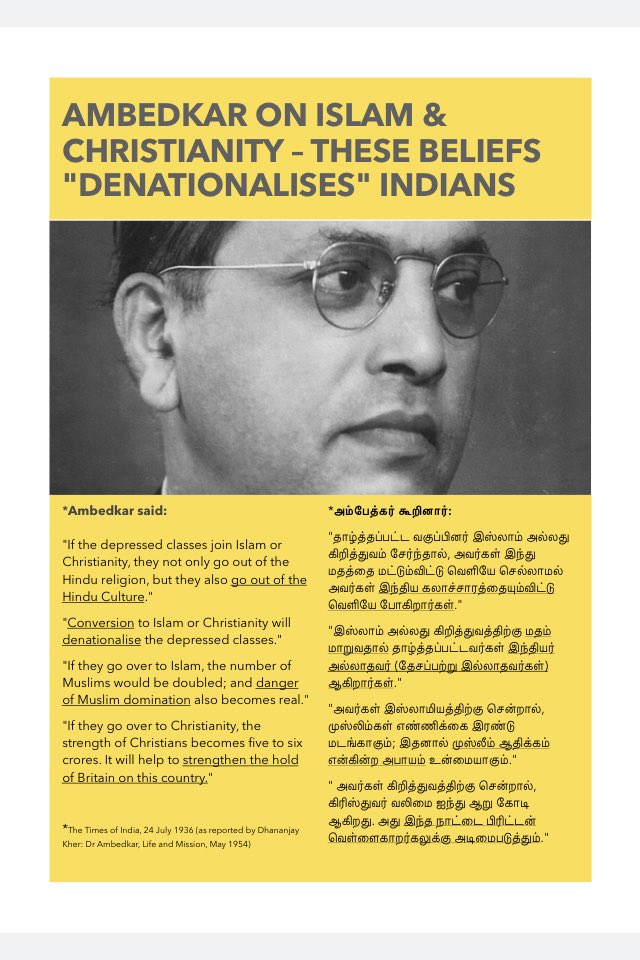 AMBEDKAR ON ISLAM &
CHRISTIANITY – THESE BELIEFS
"DENATIONALISES" INDIANS
*Ambedkar said:
"If the depressed classes join Islam or
Christianity, they not only go out of the
Hindu religion, but they also go out of the
Hindu Culture."
"Conversion to Islam or Christianity will
denationalise the depressed classes."
"If they go over to Islam, the number of
Muslims would be doubled; and danger
of Muslim domination also becomes real."
"If they go over to Christianity, the
strength of Christians becomes five to six
crores. It will help to strengthen the hold
of Britain on this country."
*The Times of India, 24 July 1936 (as reported by Dhananjay
Kher: Dr Ambedkar, Life and Mission, May 1954)
*அம்பேத்கர் கூறினார்:
"தாழ்த்தப்பட்ட வகுப்பினர் இஸ்லாம் அல்லது
கிறித்துவம் சேர்ந்தால், அவர்கள் இந்து
மதத்தை மட்டும்விட்டு வெளியே செல்லாமல்
அவர்கள் இந்திய கலாச்சாரத்தையும்விட்டு
வெளியே போகிறார்கள்."
"இஸ்லாம் அல்லது கிறித்துவத்திற்கு மதம்
மாறுவதால் தாழ்த்தப்பட்டவர்கள் இந்தியர்
அல்லாதவர் (தேசப்பற்று இல்லாதவர்கள்)
ஆகிறார்கள்."
"அவர்கள் இஸ்லாமியத்திற்கு சென்றால்,
முஸ்லிம்கள் எண்ணிக்கை இரண்டு
மடங்காகும்; இதனால் முஸ்லீம் ஆதிக்கம்
என்கின்ற அபாயம் உன்மையாகும்."
" அவர்கள் கிறித்துவத்திற்கு சென்றால்,
கிரிஸ்துவர் வலிமை ஐந்து ஆறு கோடி
ஆகிறது. அது இந்த நாட்டை பிரிட்டன்
வெள்ளைகாறர்கலுக்கு அடிமைபடுத்தும்."